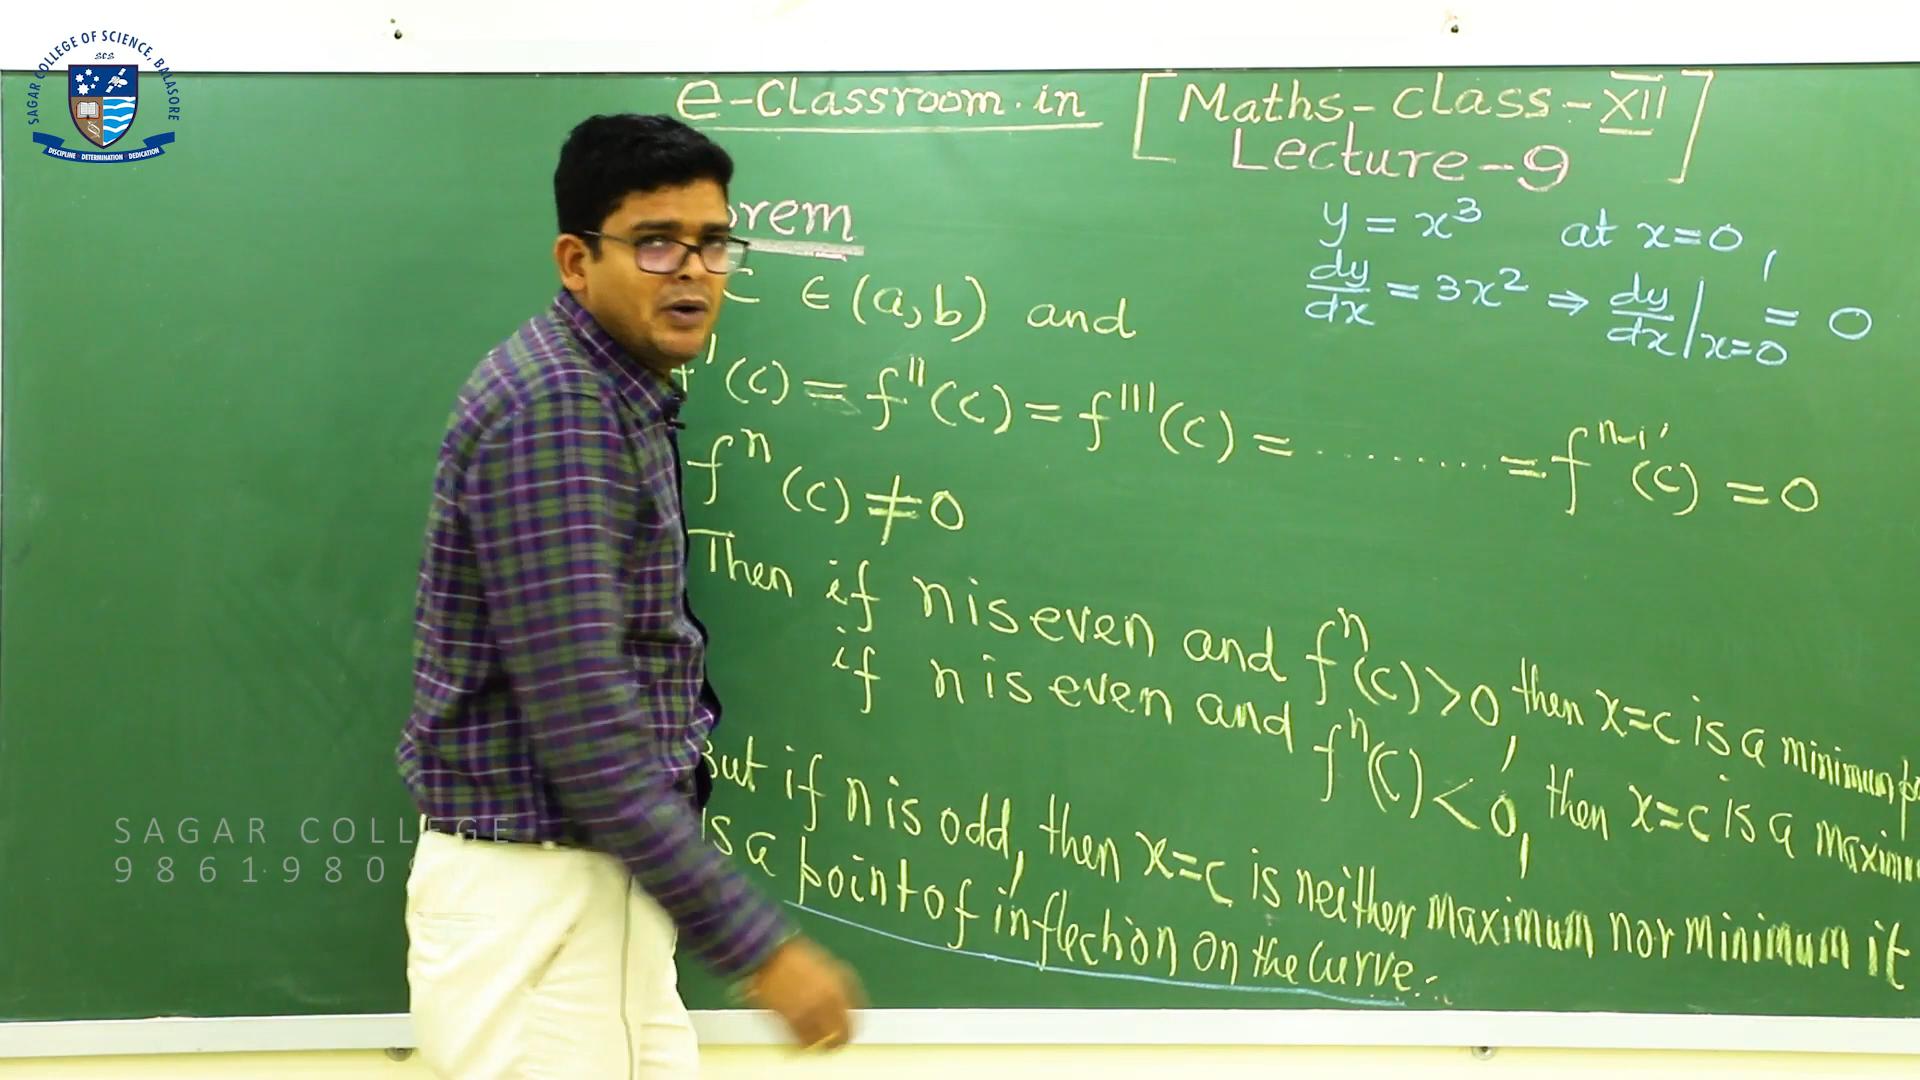 SAGAR COLLEGE OF SCIENCE, BALASORE
SCS
DISCIPLINE DETERMINATION DEDICATION
e-Classroom.in
[Maths-class-XII]
Lecture-9
orem
y = x³ at x=0,
dy/dx = 3x² ⇒ dy/dx|x=0 = 0
C ∈ (a,b) and
f'(c) = f''(c) = f''''(c) = ........ = fⁿ⁻¹(c) = 0
fⁿ(c) ≠ 0
Then if n is even and fⁿ(c) > 0, then x=c is a minimum
if n is even and fⁿ(c) < 0, then x=c is a
But if n is odd, then x=c is neither maximum nor minimum it
is a point of inflection on the curve.
SAGAR COLLEGE
9861980